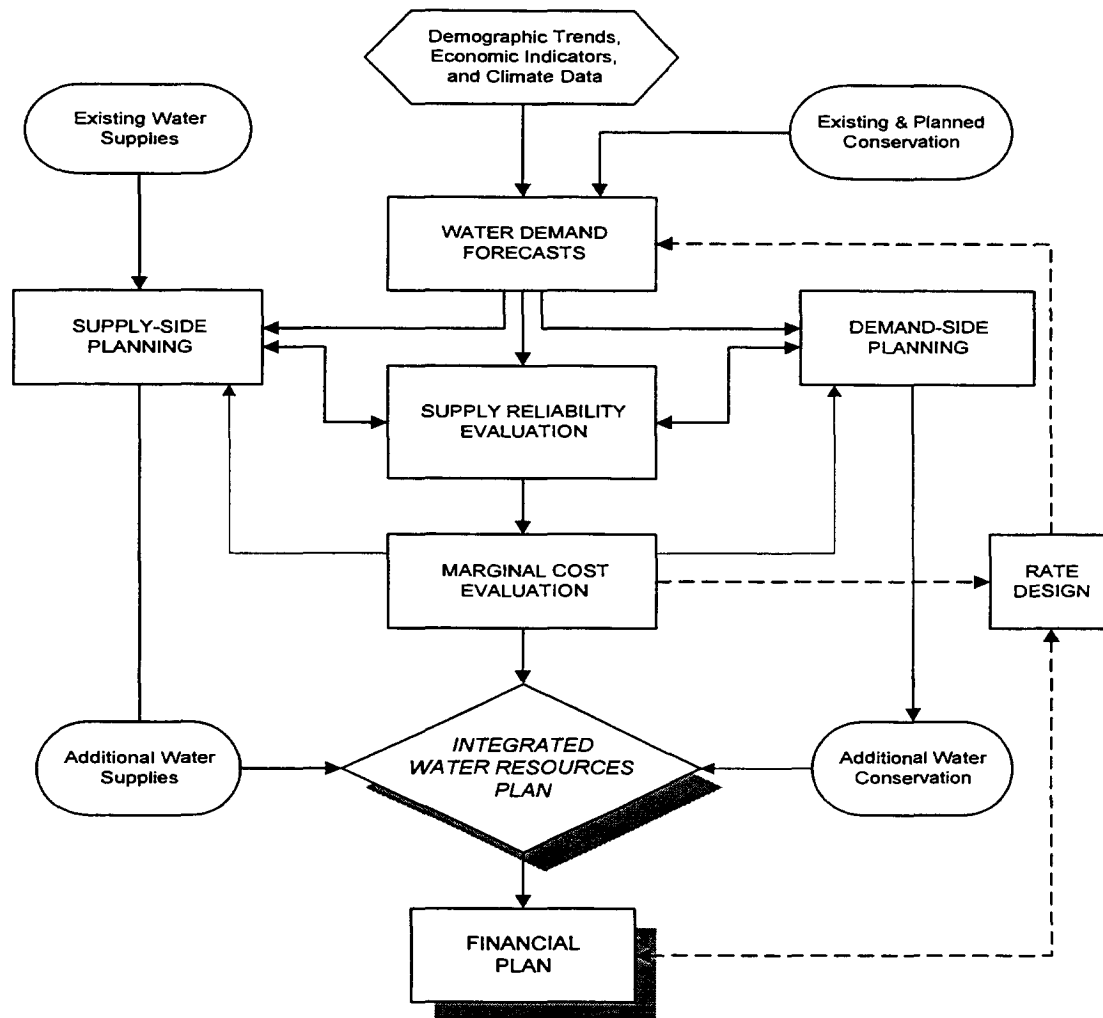 Demographic Trends,
Economic Indicators,
and Climate Data
Existing Water
Supplies
Existing & Planned
Conservation
WATER DEMAND
FORECASTS
SUPPLY-SIDE
PLANNING
DEMAND-SIDE
PLANNING
SUPPLY RELIABILITY
EVALUATION
MARGINAL COST
EVALUATION
RATE
DESIGN
Additional Water
Supplies
INTEGRATED
WATER RESOURCES
PLAN
Additional Water
Conservation
FINANCIAL
PLAN